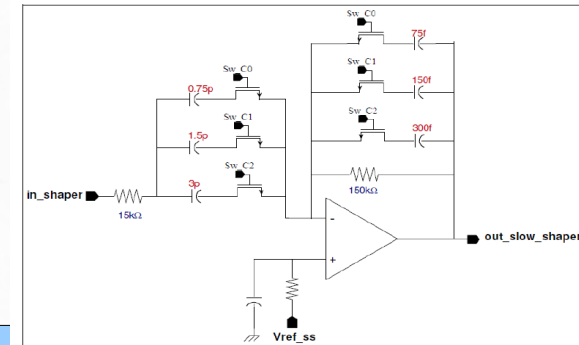 Sw_C0
75f
Sw_C1
150f
Sw_C2
300f
150kΩ
Sw_C0
0.75p
Sw_C1
1.5p
Sw_C2
3p
in_shaper
15kΩ
-
+
out_slow_shaper
Vref_ss